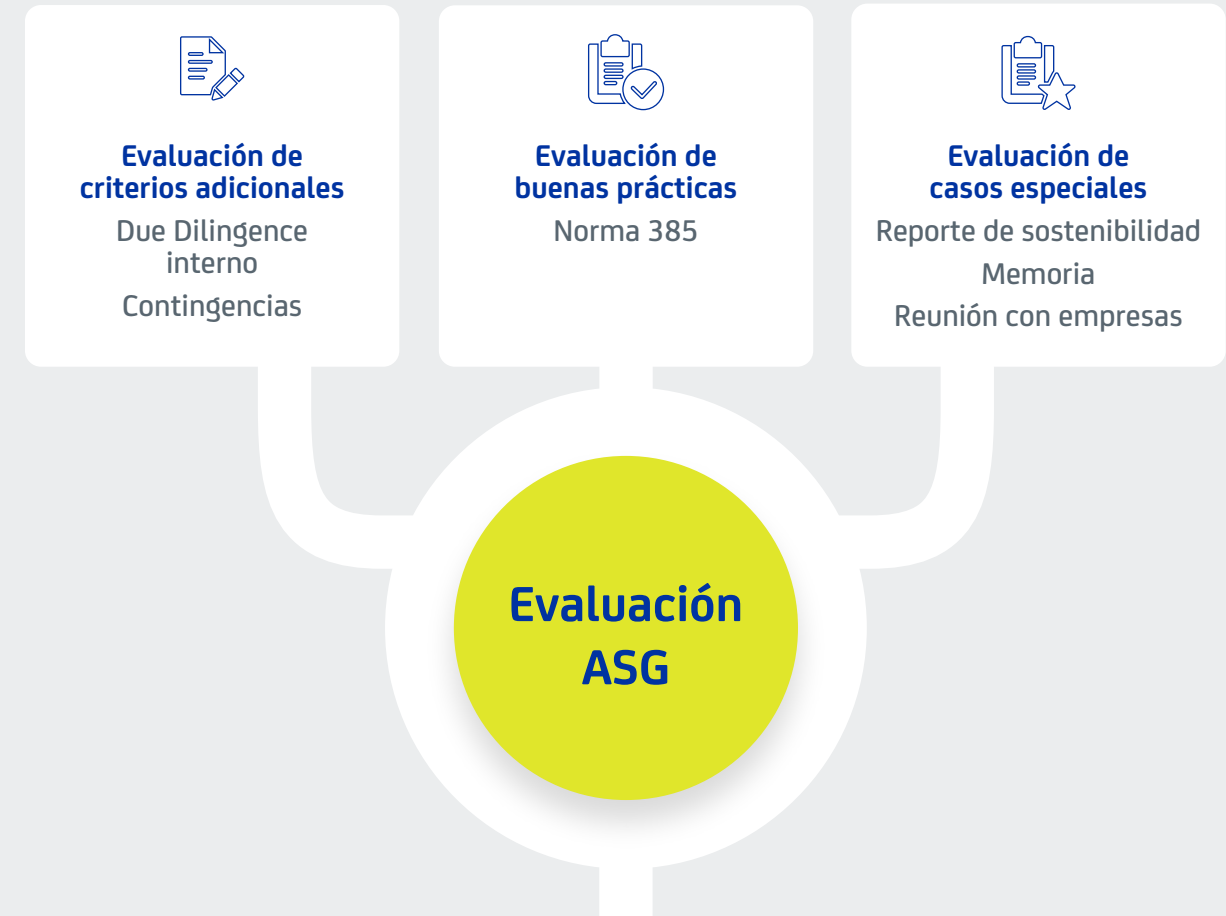 Evaluación de
criterios adicionales
Due Dilingence
interno
Contingencias
Evaluación de
buenas prácticas
Norma 385
Evaluación de
casos especiales
Reporte de sostenibilidad
Memoria
Reunión con empresas
Evaluación
ASG